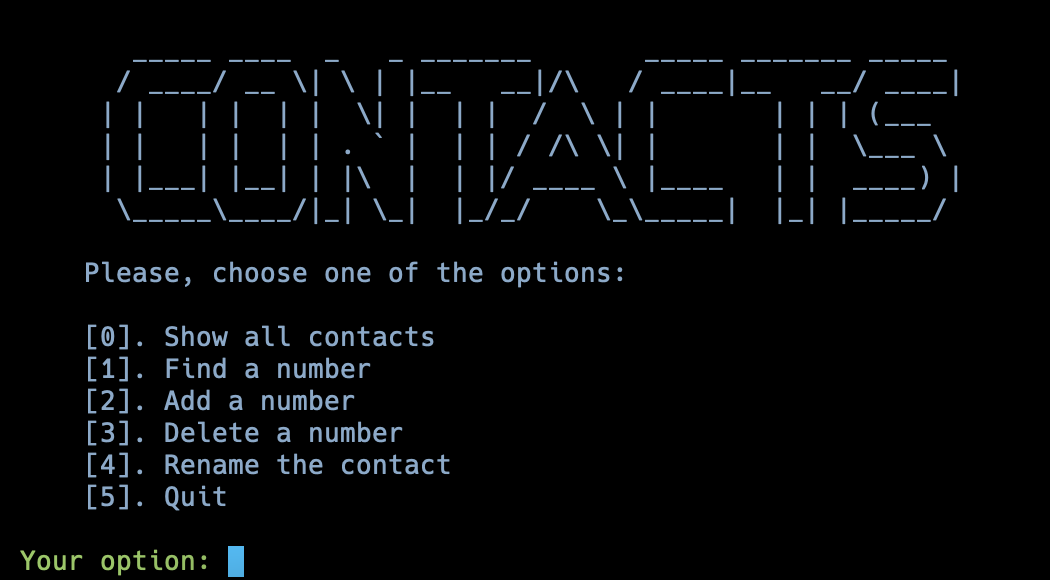 CONTACTS
Please, choose one of the options:
[0]. Show all contacts
[1]. Find a number
[2]. Add a number
[3]. Delete a number
[4]. Rename the contact
[5]. Quit
Your option: